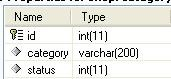 Name Type
id int(11)
category varchar(200)
status int(11)